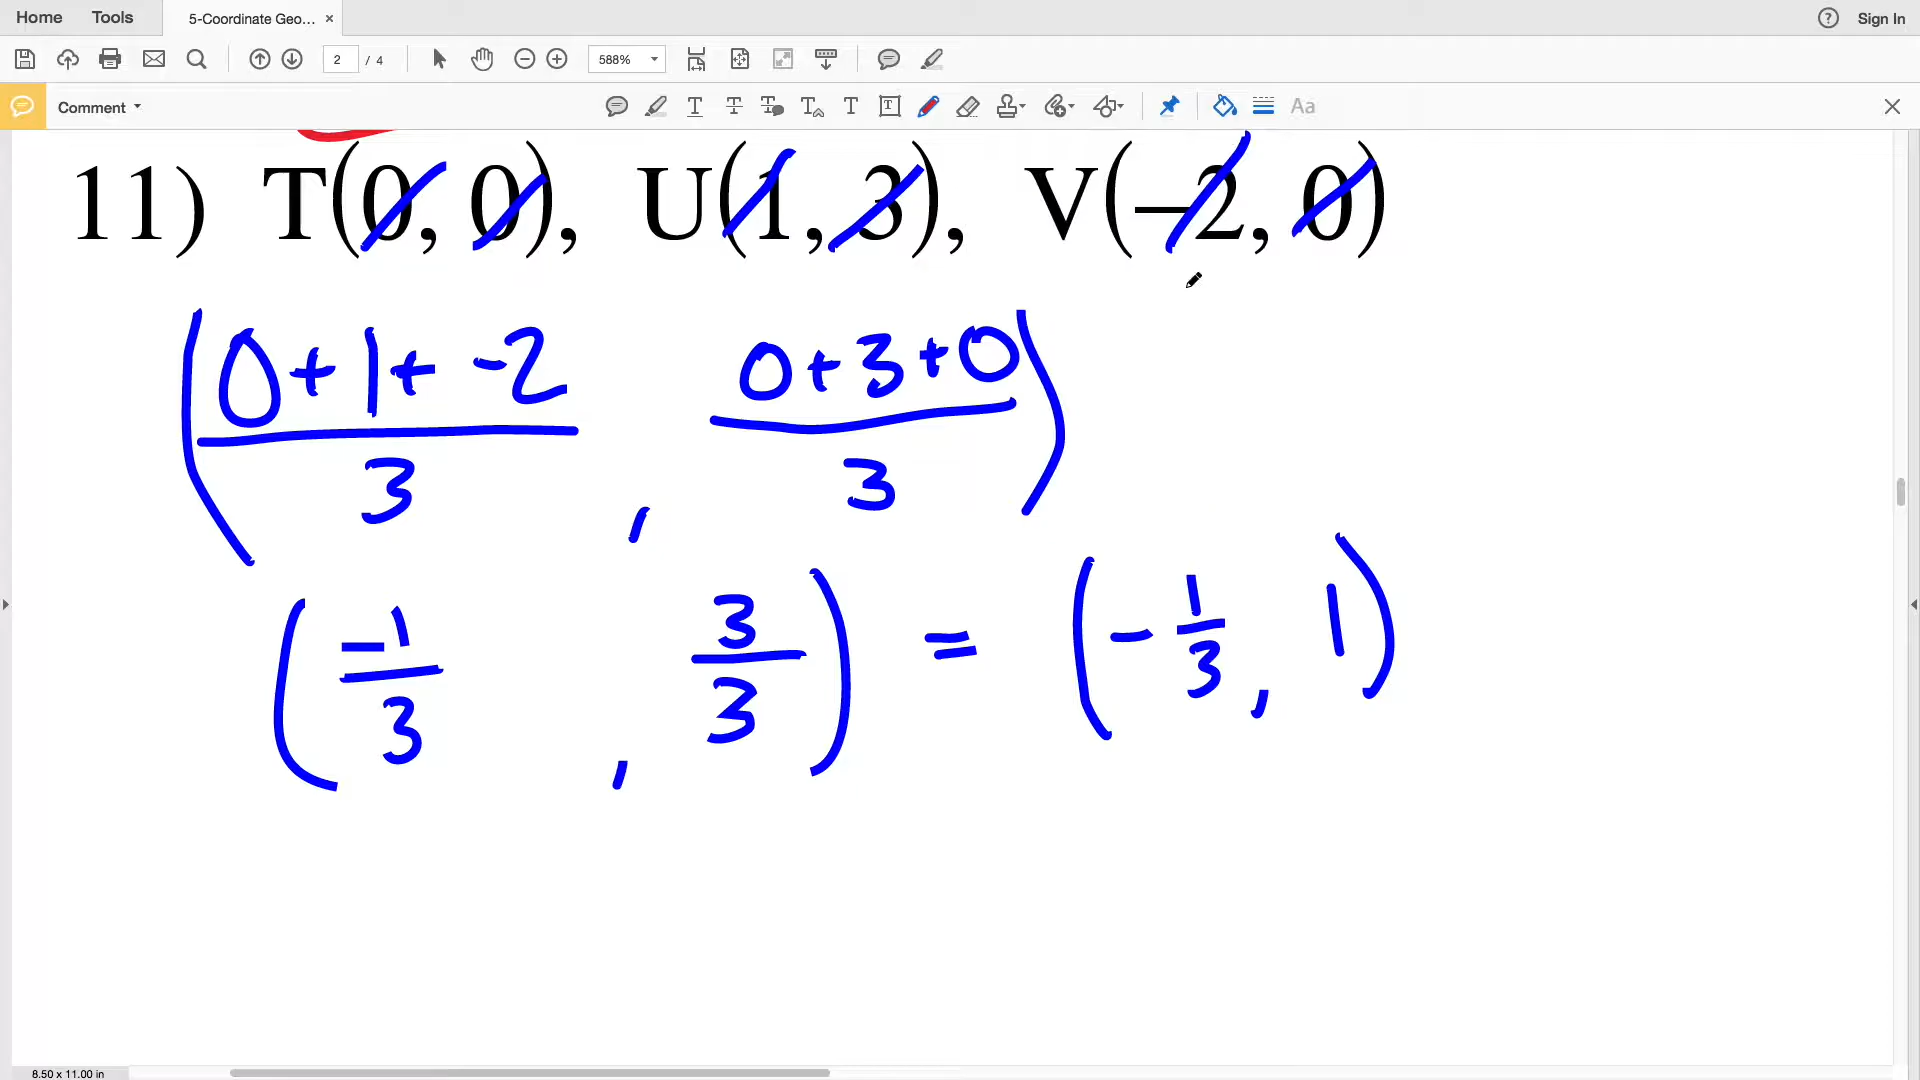 Home Tools 5-Coordinate Geo... × Sign In
2 / 4 588%
Comment Aa
11) T(0, 0), U(1, 3), V(−2, 0)
(0+1+-2 / 3 , 0+3+0 / 3)
(-1 / 3 , 3 / 3) = (- 1 / 3 , 1)
8.50 x 11.00 in